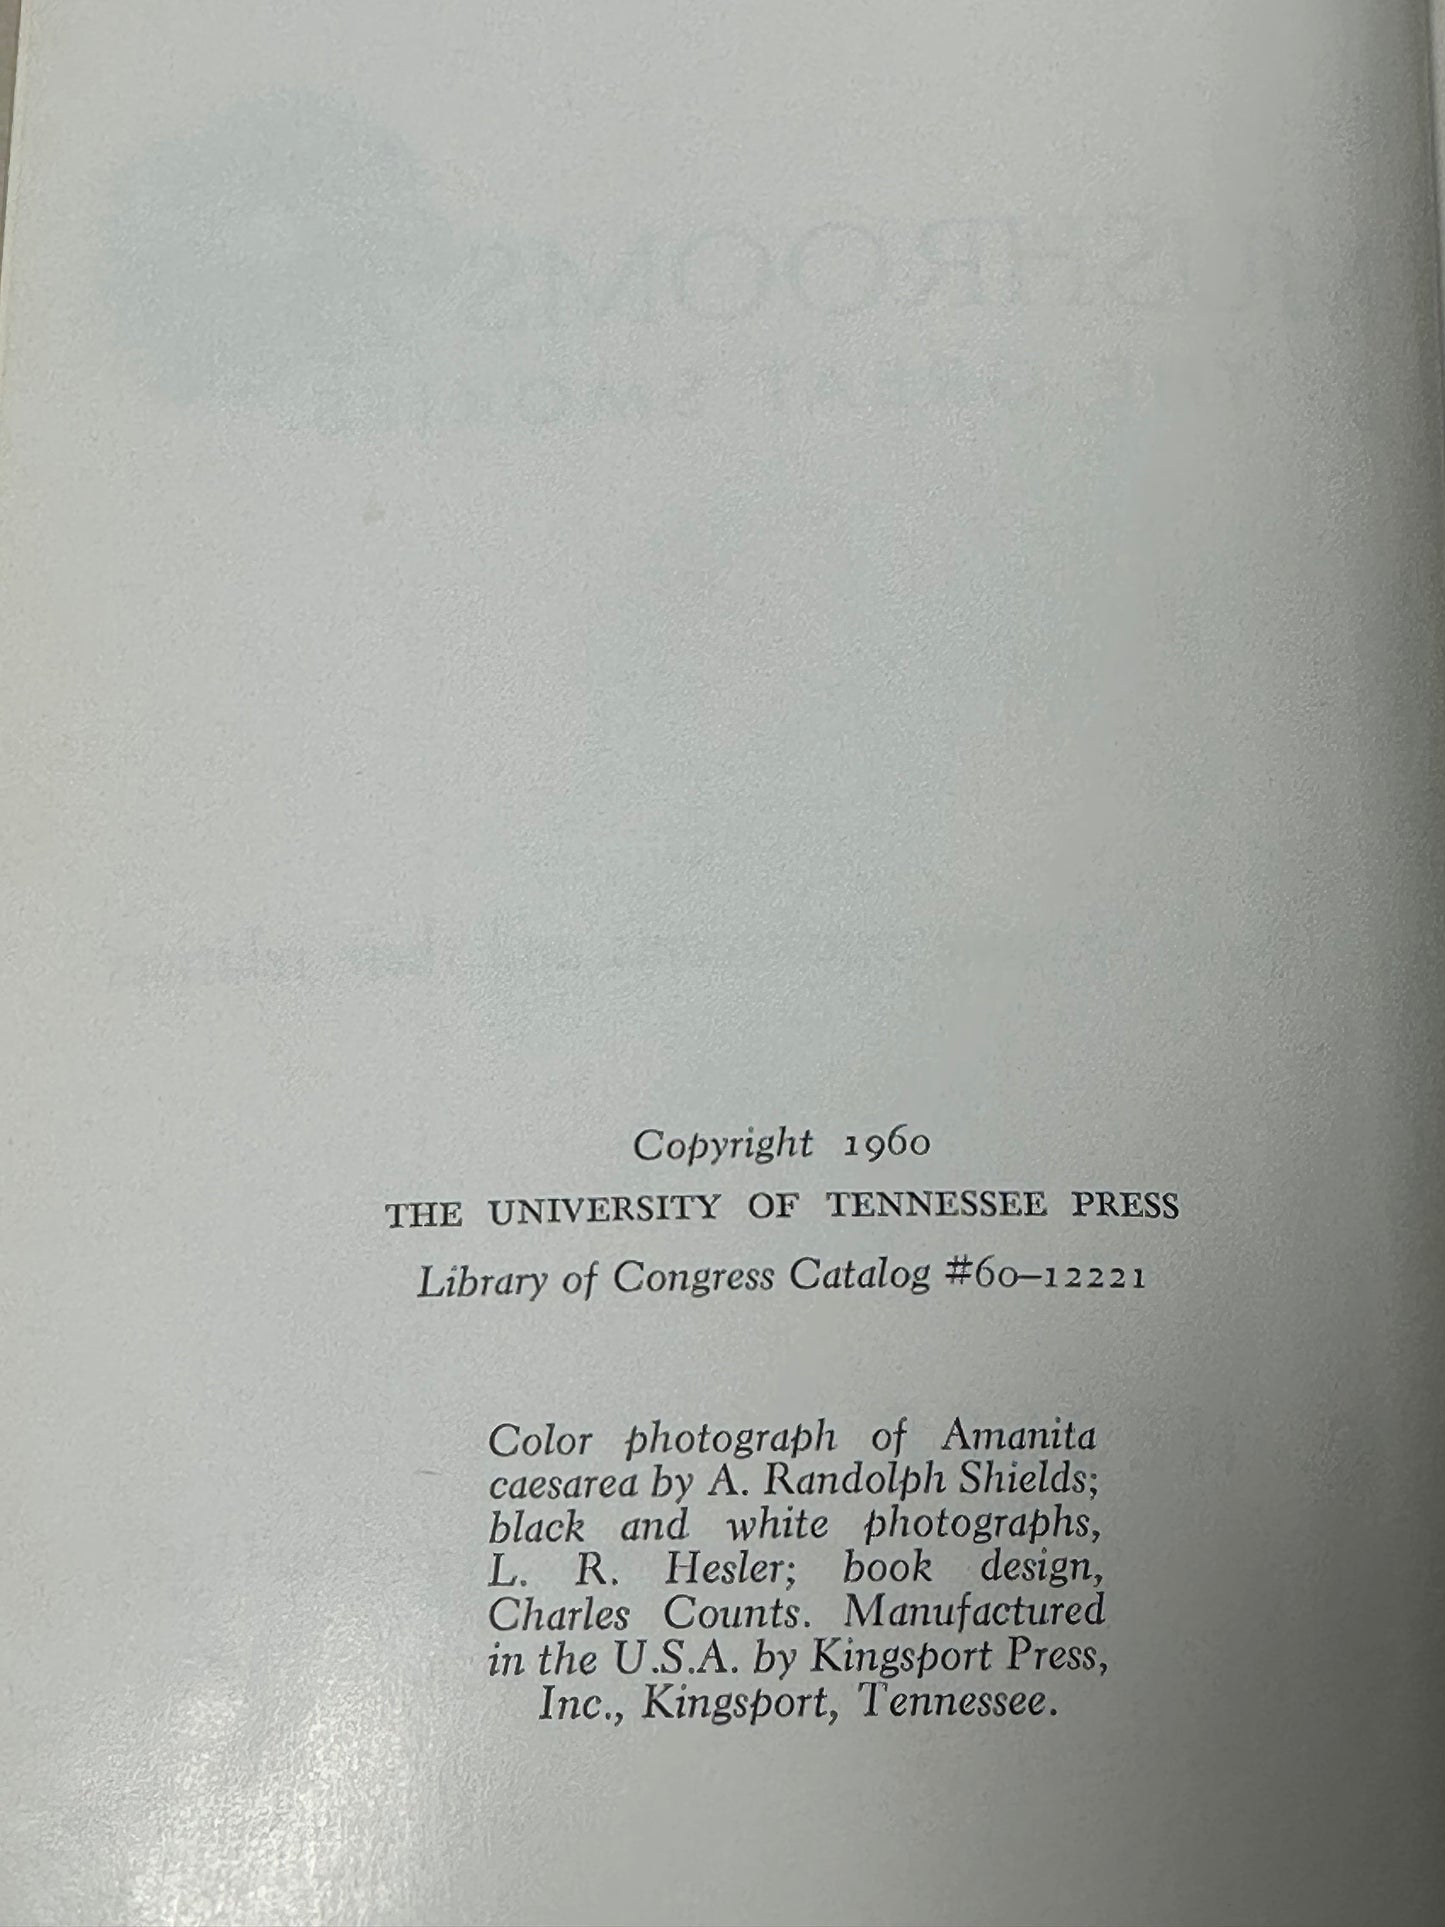 Copyright 1960
THE UNIVERSITY OF TENNESSEE PRESS
Library of Congress Catalog #60–12221
Color photograph of Amanita
caesarea by A. Randolph Shields;
black and white photographs,
L. R. Hesler; book design,
Charles Counts. Manufactured
in the U.S.A. by Kingsport Press,
Inc., Kingsport, Tennessee.